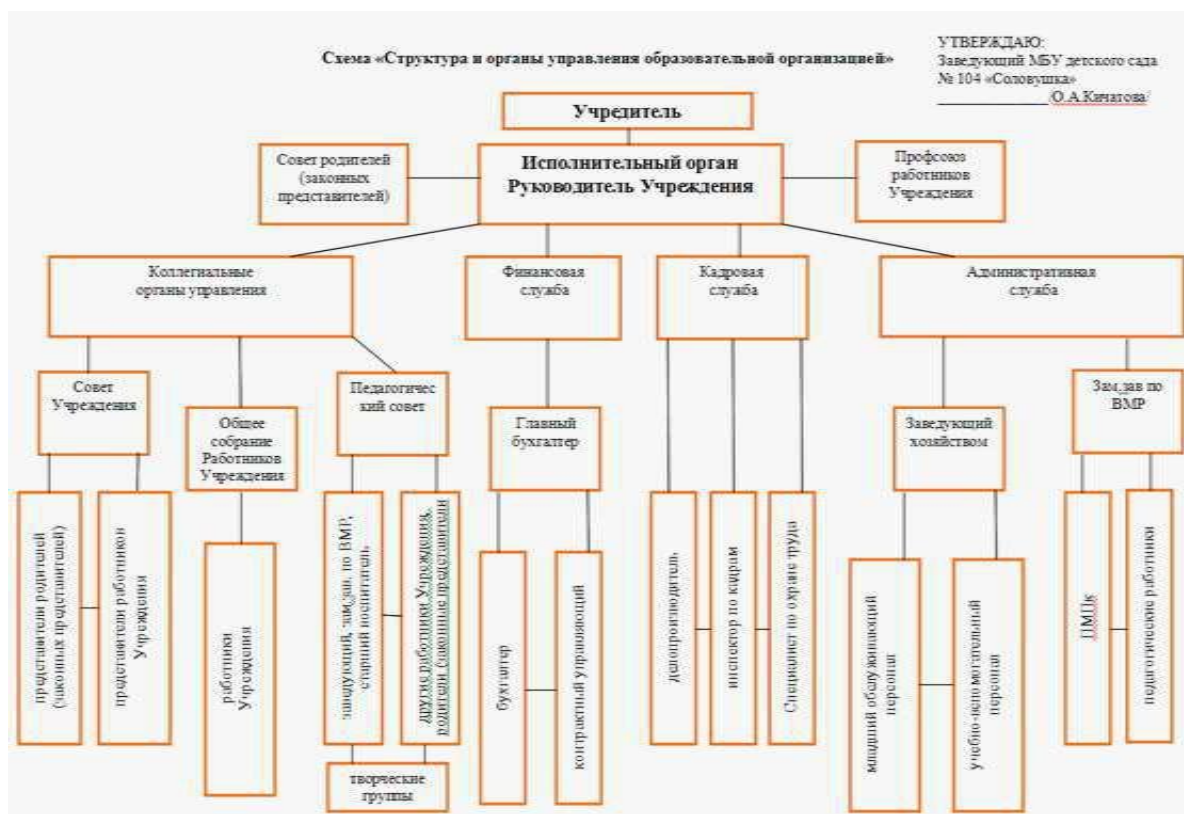 Схема «Структура и органы управления образовательной организацией»
УТВЕРЖДАЮ:
Заведующий МБУ детского сада
№ 104 «Соловушка»
/О.А.Кичатова/
Учредитель
Совет родителей
(законных
представителей)
Исполнительный орган
Руководитель Учреждения
Профсоюз
работников
Учреждения
Коллегиальные
органы управления
Финансовая
служба
Кадровая
служба
Административная
служба
Совет
Учреждения
Общее
собрание
Работников
Учреждения
Педагогичес
кий совет
Главный
бухгалтер
Заведующий
хозяйством
Зам.зав по
ВМР
представители родителей
(законных представителей)
представители работников
Учреждения
работники
Учреждения
заведующий, зам.зав. по ВМР,
старший воспитатель
другие работники Учреждения,
родители (законные представители
творческие
группы
бухгалтер
контрактный управляющий
делопроизводитель
инспектор по кадрам
Специалист по охране труда
младший обслуживающий
персонал
учебно-вспомогательный
персонал
ПМПк
педагогические работники